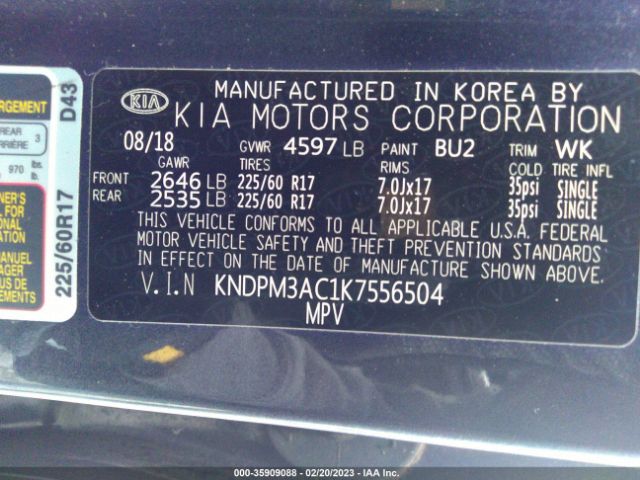 MANUFACTURED IN KOREA BY
KIA KIA MOTORS CORPORATION
08/18 GVWR 4597 LB PAINT BU2 TRIM WK
GAWR TIRES RIMS COLD TIRE INFL
FRONT 2646 LB 225/60 R17 7.0Jx17 35psi SINGLE
REAR 2535 LB 225/60 R17 7.0Jx17 35psi SINGLE
THIS VEHICLE CONFORMS TO ALL APPLICABLE U.S.A. FEDERAL
MOTOR VEHICLE SAFETY AND THEFT PREVENTION STANDARDS
IN EFFECT ON THE DATE OF MANUFACTURE SHOWN ABOVE.
V.I.N KNDPM3AC1K7556504
MPV
D43
225/60R17
REAR 3
970 lbs.
000-35909088 - 02/20/2023 - IAA Inc.